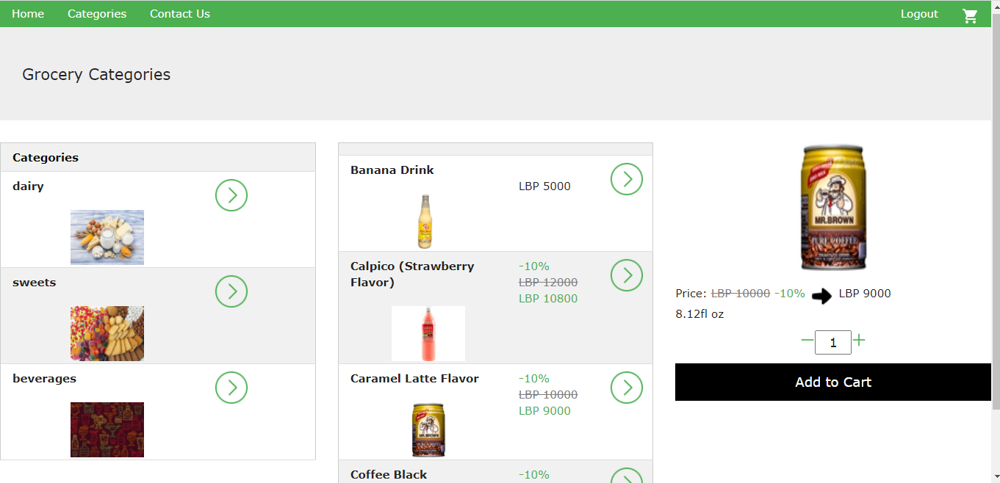 Home Categories Contact Us Logout
Grocery Categories
Categories
dairy
sweets
beverages
Banana Drink
LBP 5000
Calpico (Strawberry
Flavor)
-10%
LBP 12000
LBP 10800
Caramel Latte Flavor
-10%
LBP 10000
LBP 9000
Coffee Black
-10%
MR.BROWN
PURE COFFEE
Price: LBP 10000 -10% LBP 9000
8.12fl oz
1
Add to Cart